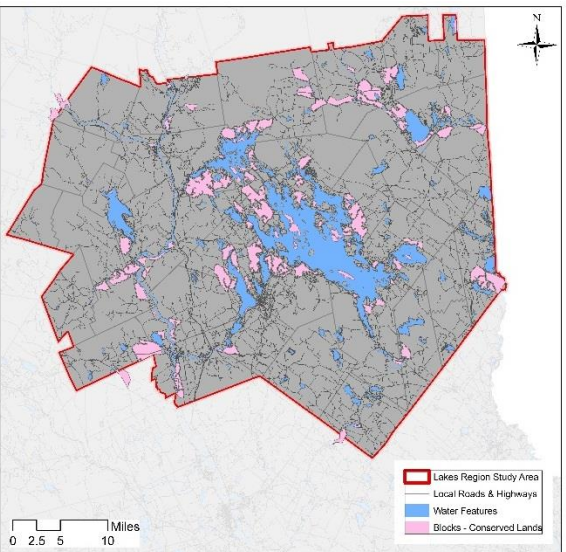 N
Lakes Region Study Area
Local Roads & Highways
Water Features
Blocks - Conserved Lands
Miles
0 2.5 5 10